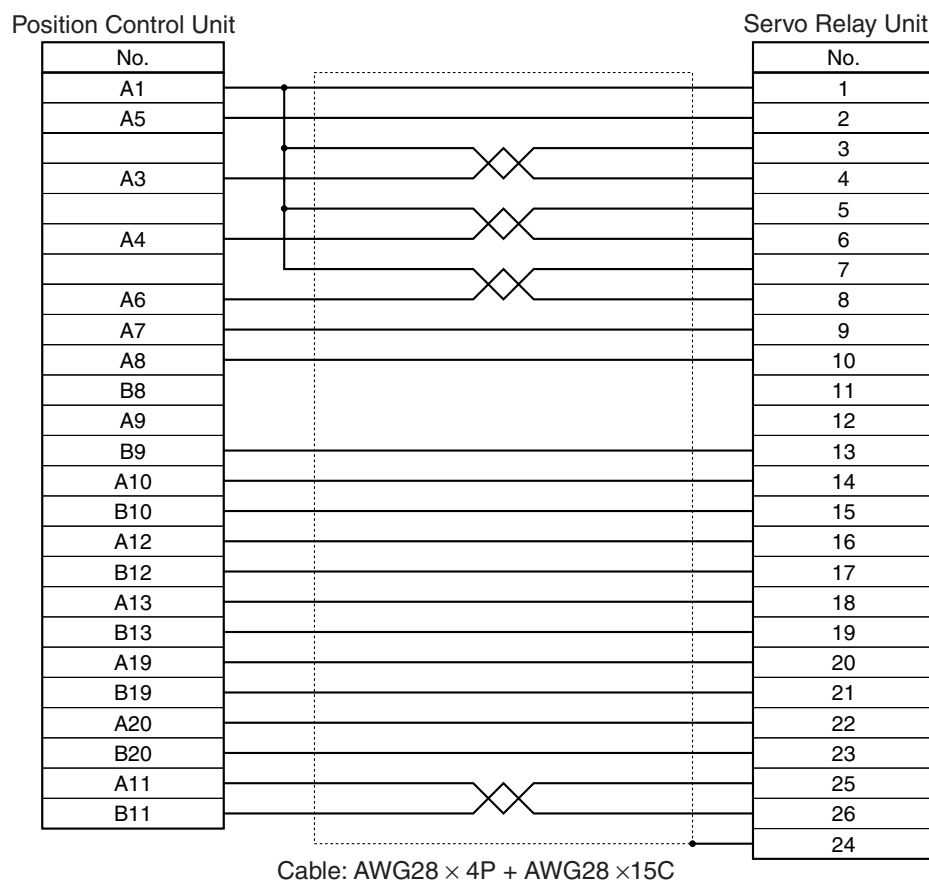 Position Control Unit Servo Relay Unit
No. No.
A1 1
A5 2
3
A3 4
5
A4 6
7
A6 8
A7 9
A8 10
B8 11
A9 12
B9 13
A10 14
B10 15
A12 16
B12 17
A13 18
B13 19
A19 20
B19 21
A20 22
B20 23
A11 25
B11 26
24
Cable: AWG28 × 4P + AWG28 ×15C